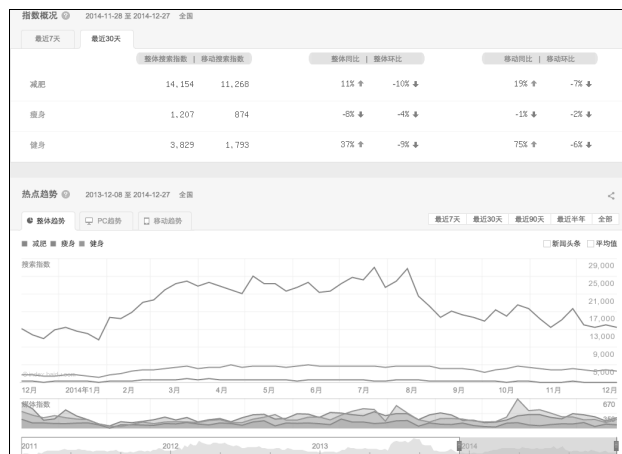 指数概况 2014-11-28 至 2014-12-27 全国
最近7天 最近30天
整体搜索指数 | 移动搜索指数 整体同比 | 整体环比 移动同比 | 移动环比
减肥 14,154 11,268 11% -10% 19% -7%
瘦身 1,207 874 -8% -4% -1% -2%
健身 3,829 1,793 37% -9% 75% -6%
热点趋势 2013-12-08 至 2014-12-27 全国
整体趋势 PC趋势 移动趋势 最近7天 最近30天 最近90天 最近半年 全部
减肥 瘦身 健身 新闻头条 平均值
搜索指数 29,000
25,000
21,000
17,000
13,000
9,000
5,000
12月 2014年1月 2月 3月 4月 5月 6月 7月 8月 9月 10月 11月 12月
媒体指数 670
2011 2012 2013 2014